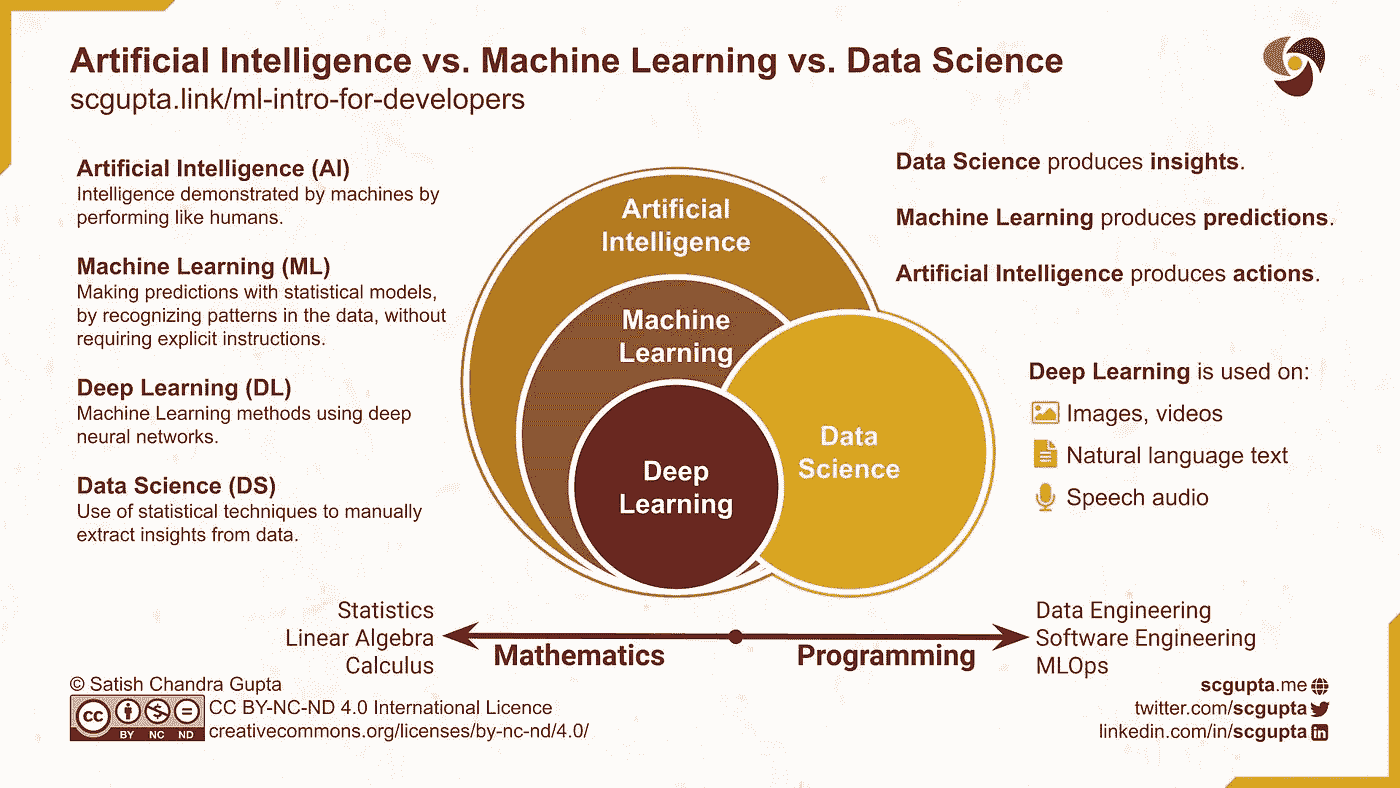 Artificial Intelligence vs. Machine Learning vs. Data Science
scgupta.link/ml-intro-for-developers
Artificial Intelligence (AI)
Intelligence demonstrated by machines by
performing like humans.
Machine Learning (ML)
Making predictions with statistical models,
by recognizing patterns in the data, without
requiring explicit instructions.
Deep Learning (DL)
Machine Learning methods using deep
neural networks.
Data Science (DS)
Use of statistical techniques to manually
extract insights from data.
Artificial
Intelligence
Machine
Learning
Deep
Learning
Data
Science
Data Science produces insights.
Machine Learning produces predictions.
Artificial Intelligence produces actions.
Deep Learning is used on:
Images, videos
Natural language text
Speech audio
Statistics
Linear Algebra
Calculus
Mathematics
Programming
Data Engineering
Software Engineering
MLOps
© Satish Chandra Gupta
cc BY NC ND
CC BY-NC-ND 4.0 International Licence
creativecommons.org/licenses/by-nc-nd/4.0/
scgupta.me
twitter.com/scgupta
linkedin.com/in/scgupta in